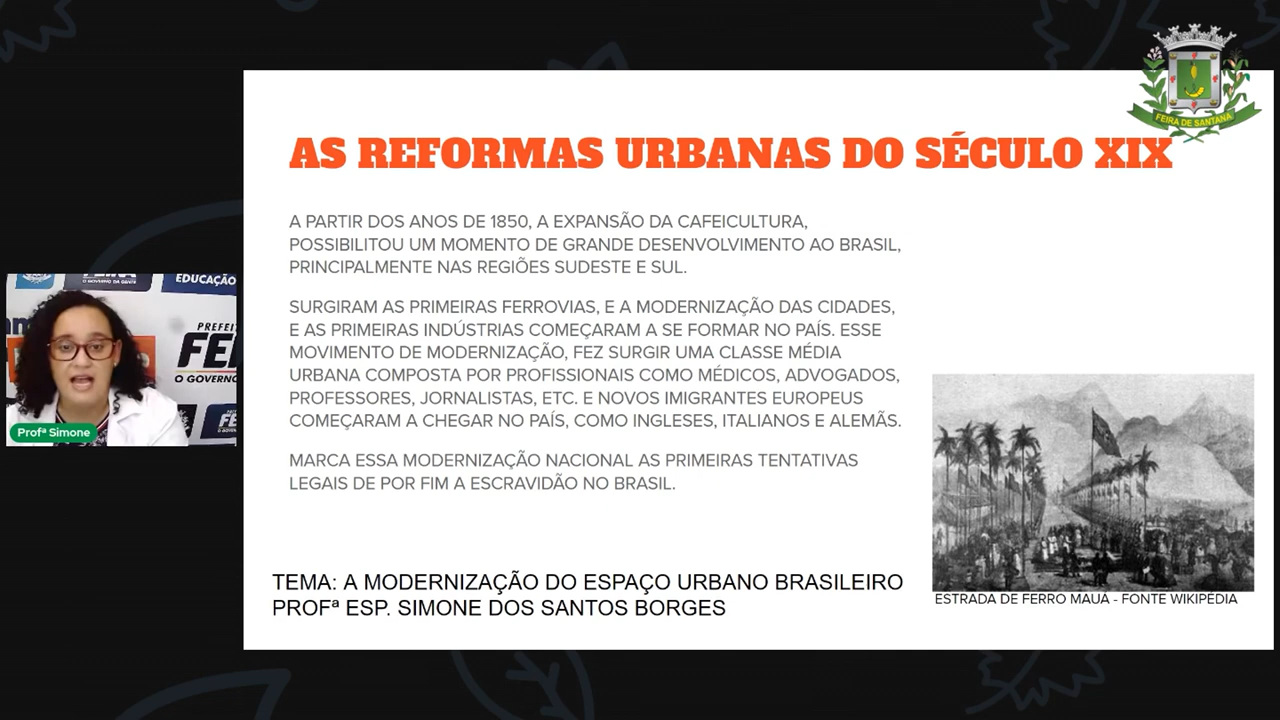 FEIRA DE SANTANA
AS REFORMAS URBANAS DO SÉCULO XIX
A PARTIR DOS ANOS DE 1850, A EXPANSÃO DA CAFEICULTURA,
POSSIBILITOU UM MOMENTO DE GRANDE DESENVOLVIMENTO AO BRASIL,
PRINCIPALMENTE NAS REGIÕES SUDESTE E SUL.
SURGIRAM AS PRIMEIRAS FERROVIAS, E A MODERNIZAÇÃO DAS CIDADES,
E AS PRIMEIRAS INDÚSTRIAS COMEÇARAM A SE FORMAR NO PAÍS. ESSE
MOVIMENTO DE MODERNIZAÇÃO, FEZ SURGIR UMA CLASSE MÉDIA
URBANA COMPOSTA POR PROFISSIONAIS COMO MÉDICOS, ADVOGADOS,
PROFESSORES, JORNALISTAS, ETC. E NOVOS IMIGRANTES EUROPEUS
COMEÇARAM A CHEGAR NO PAÍS, COMO INGLESES, ITALIANOS E ALEMÃS.
MARCA ESSA MODERNIZAÇÃO NACIONAL AS PRIMEIRAS TENTATIVAS
LEGAIS DE POR FIM A ESCRAVIDÃO NO BRASIL.
EDUCAÇÃO
PREFEI
FEI
O GOVERNO
Profª Simone
ESTRADA DE FERRO MAUÁ - FONTE WIKIPÉDIA
TEMA: A MODERNIZAÇÃO DO ESPAÇO URBANO BRASILEIRO
PROFª ESP. SIMONE DOS SANTOS BORGES